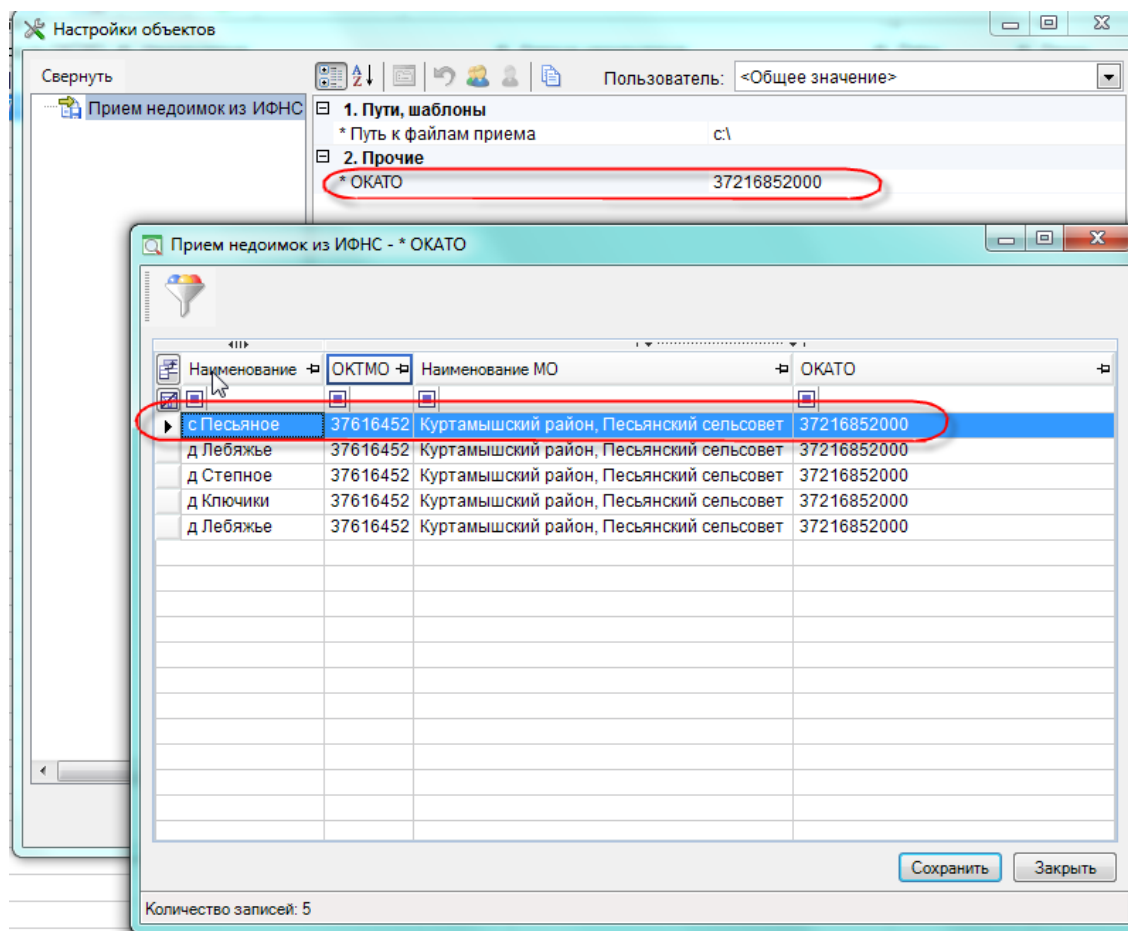 Настройки объектов
Свернуть
Пользователь: <Общее значение>
Прием недоимок из ИФНС
1. Пути, шаблоны
* Путь к файлам приема c:\
2. Прочие
* ОКАТО 37216852000
Прием недоимок из ИФНС - * ОКАТО
Наименование ОКТМО Наименование МО ОКАТО
с Песьяное 37616452 Куртамышский район, Песьянский сельсовет 37216852000
д Лебяжье 37616452 Куртамышский район, Песьянский сельсовет 37216852000
д Степное 37616452 Куртамышский район, Песьянский сельсовет 37216852000
д Ключики 37616452 Куртамышский район, Песьянский сельсовет 37216852000
д Лебяжье 37616452 Куртамышский район, Песьянский сельсовет 37216852000
Сохранить Закрыть
Количество записей: 5